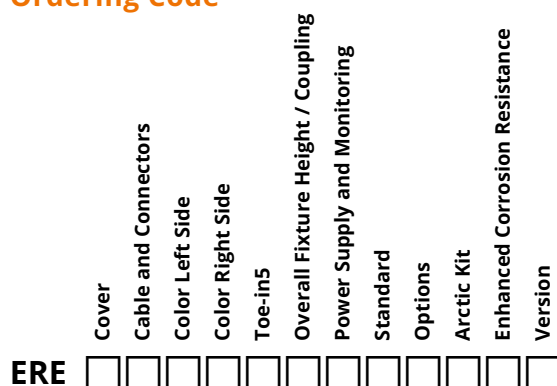 Ordering Code
Cover
Cable and Connectors
Color Left Side
Color Right Side
Toe-in5
Overall Fixture Height / Coupling
Power Supply and Monitoring
Standard
Options
Arctic Kit
Enhanced Corrosion Resistance
Version
ERE